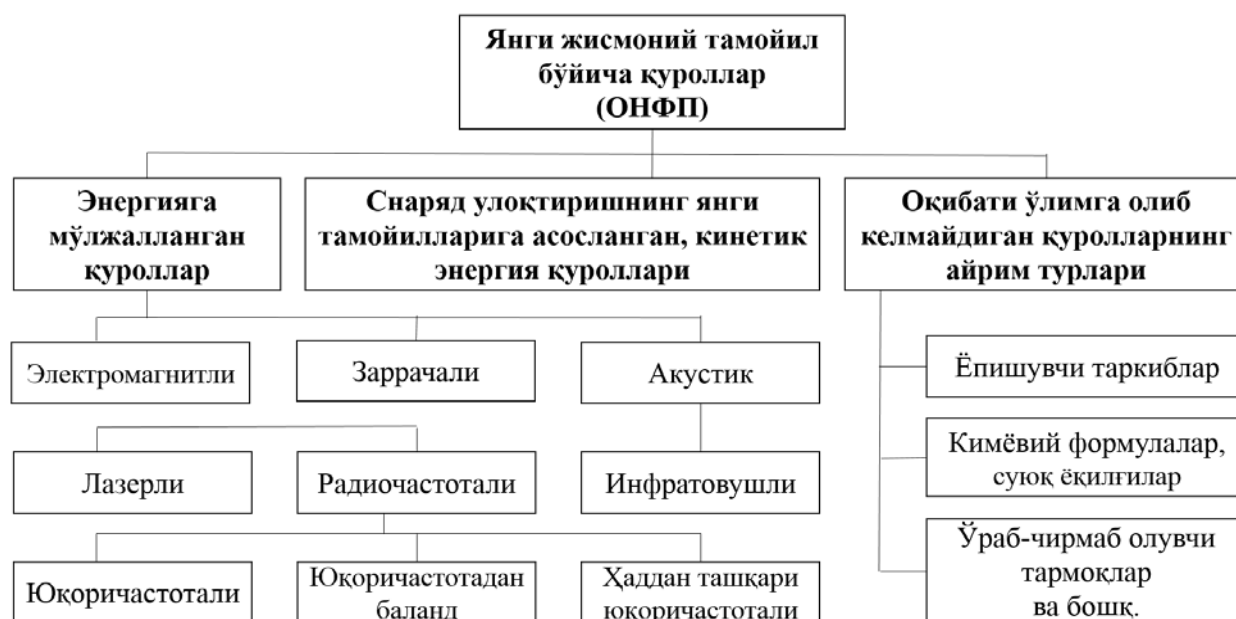 Янги жисмоний тамойил
бўйича қуроллар
(ОНФП)
Энергияга
мўлжалланган
қуроллар
Снаряд улоқтиришнинг янги
тамойилларига асосланган, кинетик
энергия қуроллари
Оқибати ўлимга олиб
келмайдиган қуролларнинг
айрим турлари
Электромагнитли
Заррачали
Акустик
Ёпишувчи таркиблар
Лазерли
Радиочастотали
Инфратовушли
Кимёвий формулалар,
суюқ ёқилғилар
Юқоричастотали
Юқоричастотадан
баланд
Ҳаддан ташқари
юқоричастотали
Ўраб-чирмаб олувчи
тармоқлар
ва бошқ.